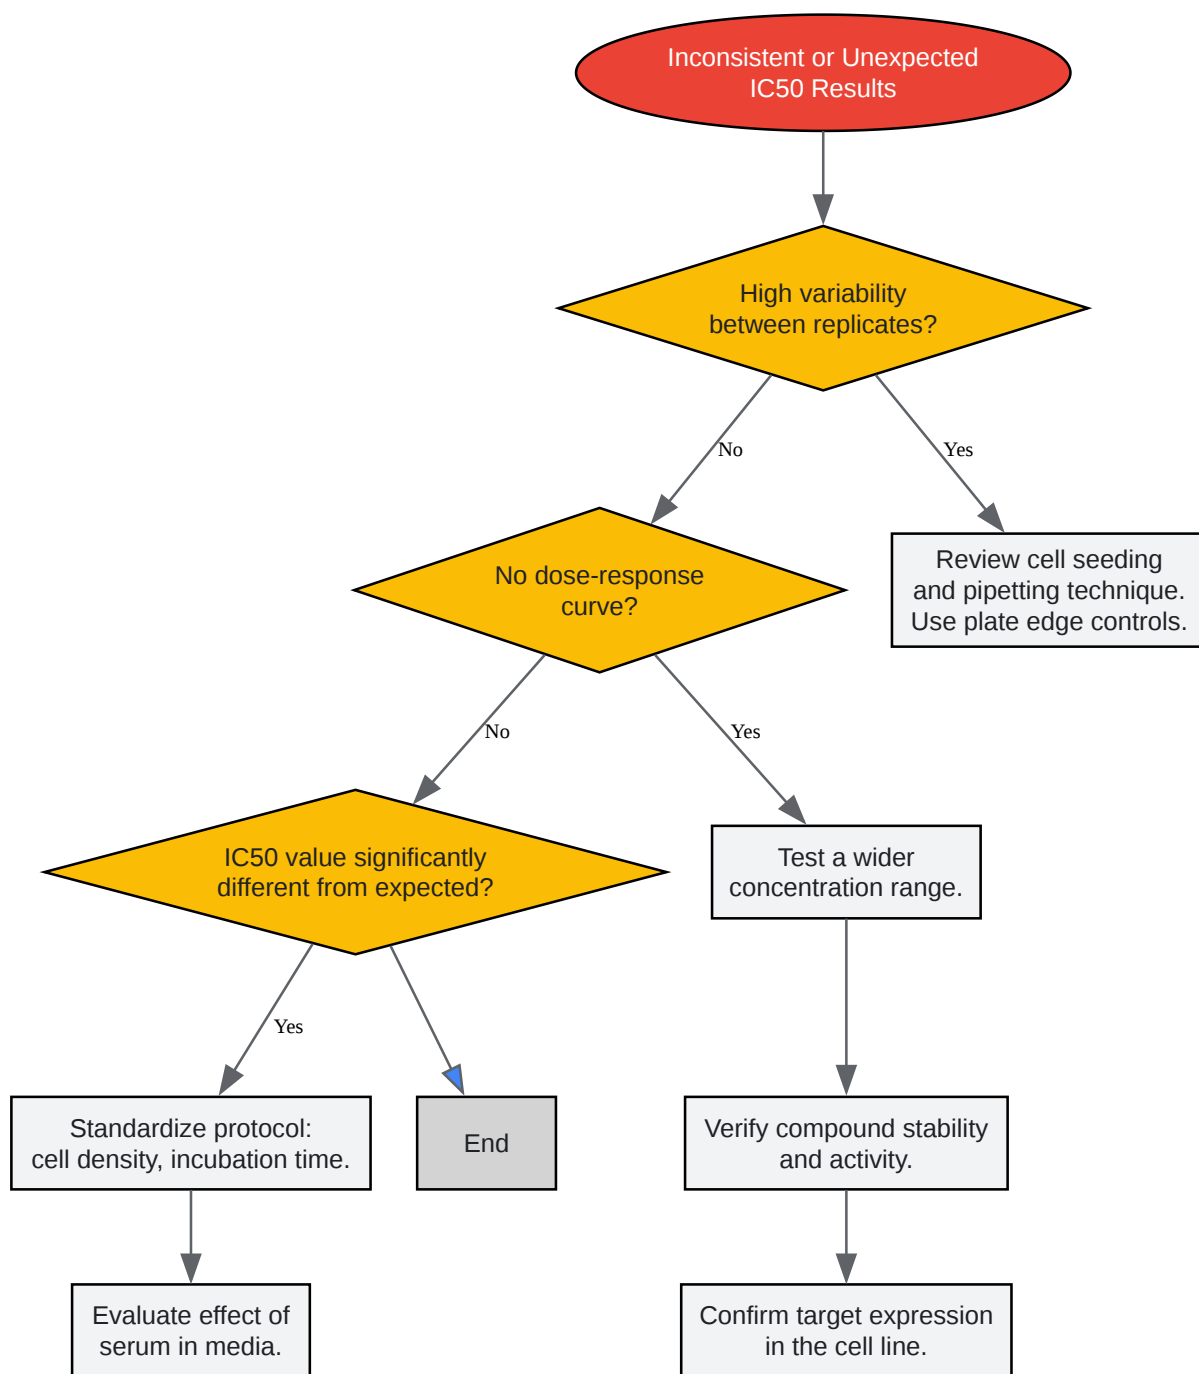 Inconsistent or Unexpected
IC50 Results
High variability
between replicates?
No
Yes
No dose-response
curve?
Review cell seeding
and pipetting technique.
Use plate edge controls.
No
Yes
IC50 value significantly
different from expected?
Test a wider
concentration range.
Yes
Standardize protocol:
cell density, incubation time.
End
Verify compound stability
and activity.
Evaluate effect of
serum in media.
Confirm target expression
in the cell line.